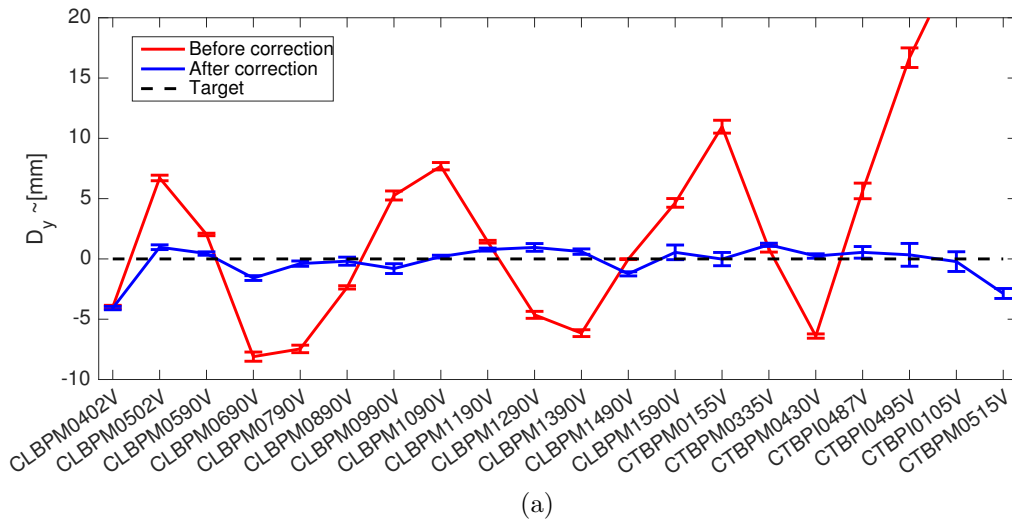 20
15
10
5
0
-5
-10
D_y ~[mm]
Before correction
After correction
Target
CLBPM0402V
CLBPM0502V
CLBPM0590V
CLBPM0690V
CLBPM0790V
CLBPM0890V
CLBPM0990V
CLBPM1090V
CLBPM1190V
CLBPM1290V
CLBPM1390V
CLBPM1490V
CLBPM1590V
CTBPM0155V
CTBPM0335V
CTBPM0430V
CTBPI0487V
CTBPI0495V
CTBPI0105V
CTBPM0515V
(a)